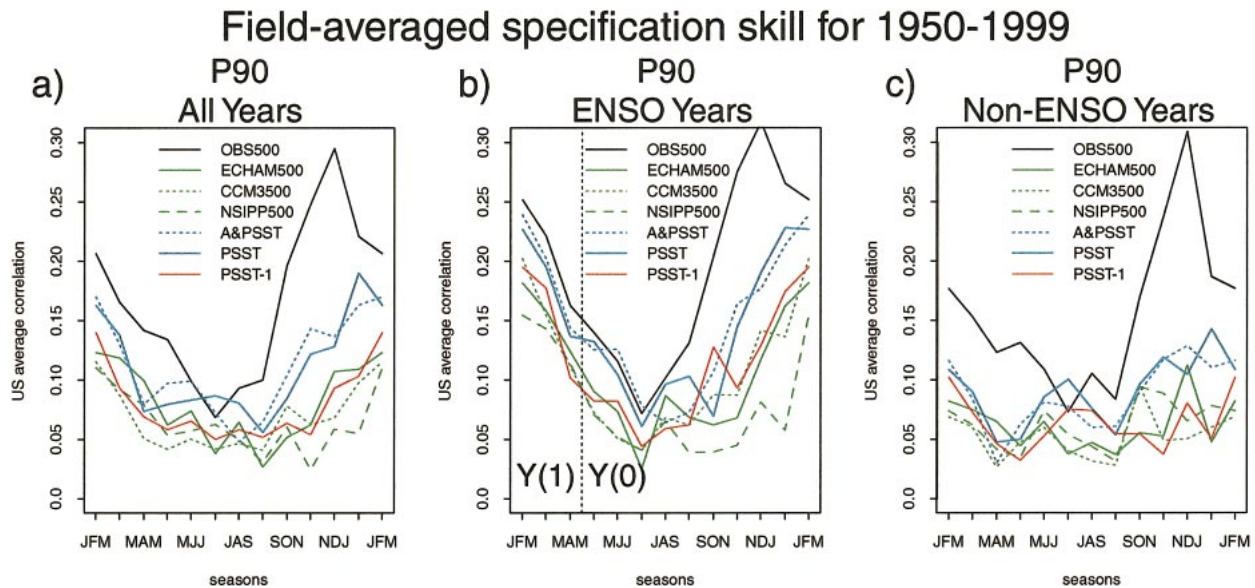 Field-averaged specification skill for 1950-1999
a)
P90
All Years
US average correlation
0.30
0.25
0.20
0.15
0.10
0.05
0.0
OBS500
ECHAM500
CCM3500
NSIPP500
A&PSST
PSST
PSST-1
JFM MAM MJJ JAS SON NDJ JFM
seasons
b)
P90
ENSO Years
US average correlation
0.30
0.25
0.20
0.15
0.10
0.05
0.0
OBS500
ECHAM500
CCM3500
NSIPP500
A&PSST
PSST
PSST-1
Y(1) Y(0)
JFM MAM MJJ JAS SON NDJ JFM
seasons
c)
P90
Non-ENSO Years
US average correlation
0.30
0.25
0.20
0.15
0.10
0.05
0.0
OBS500
ECHAM500
CCM3500
NSIPP500
A&PSST
PSST
PSST-1
JFM MAM MJJ JAS SON NDJ JFM
seasons